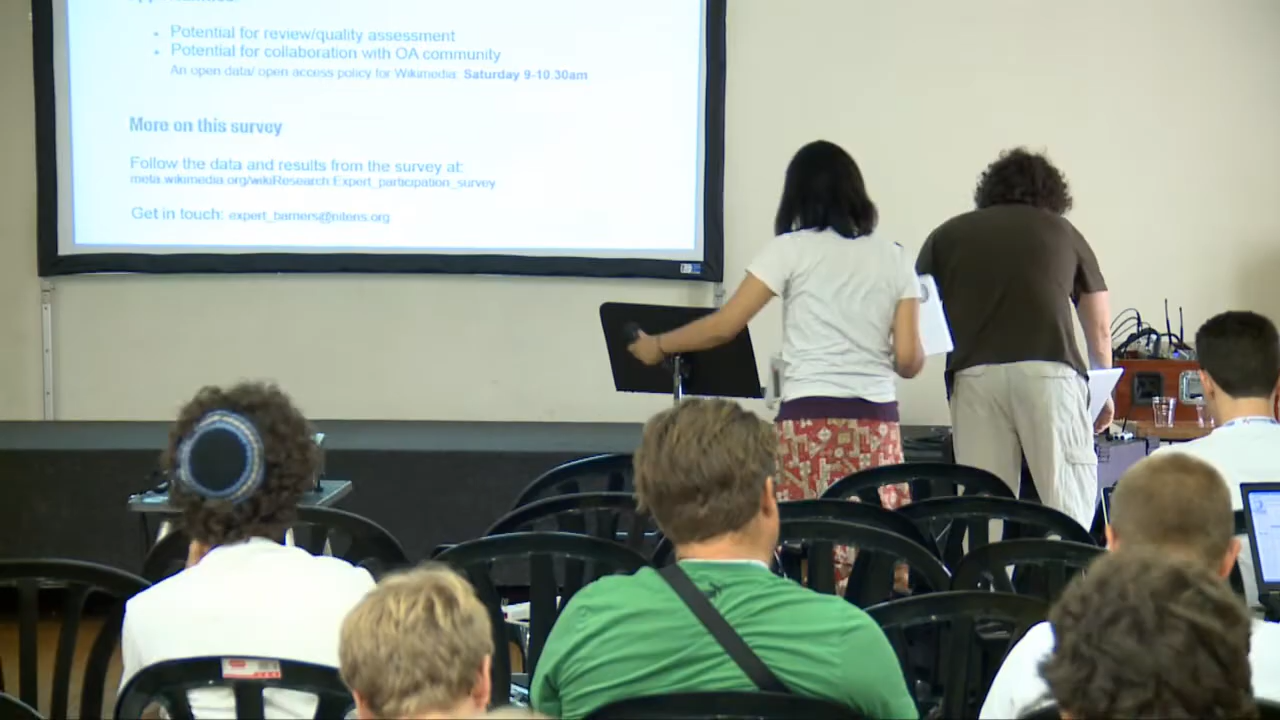 Potential for review/quality assessment
Potential for collaboration with OA community
An open data/ open access policy for Wikimedia: Saturday 9-10.30am
More on this survey
Follow the data and results from the survey at:
meta.wikimedia.org/wiki/Research:Expert_participation_survey
Get in touch: expert_barriers@nitens.org